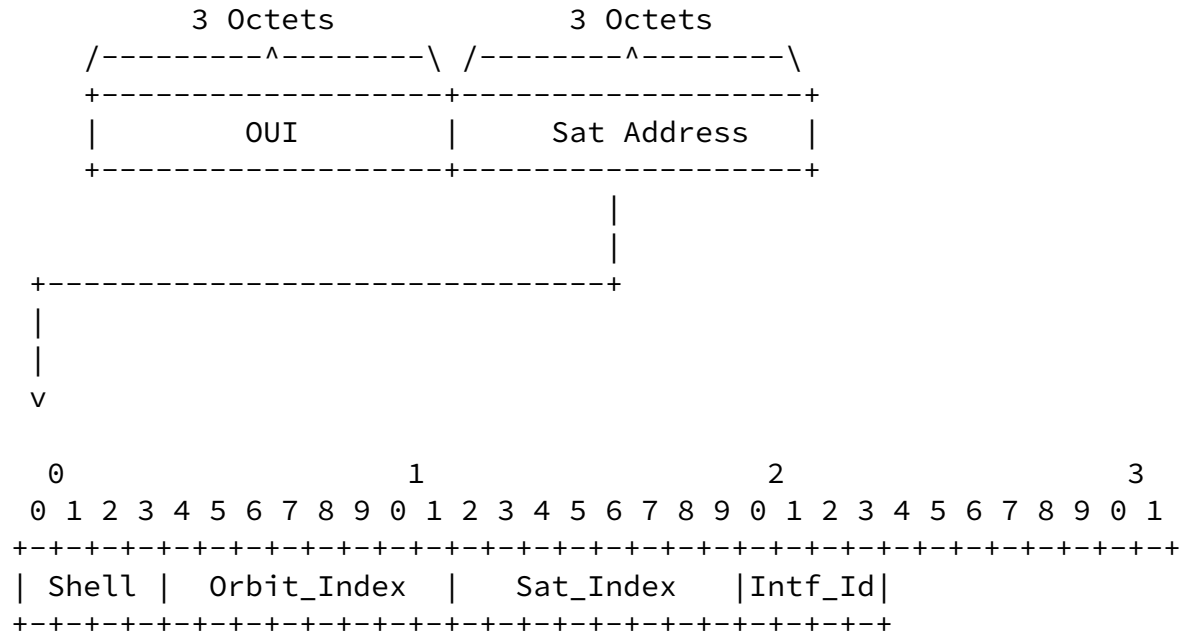 3 Octets 3 Octets
/---------^--------\ /--------^--------\
+-------------------+-------------------+
| OUI | Sat Address |
+-------------------+-------------------+
|
|
+-------------------------------+
|
|
v
0 1 2 3
0 1 2 3 4 5 6 7 8 9 0 1 2 3 4 5 6 7 8 9 0 1 2 3 4 5 6 7 8 9 0 1
+-+-+-+-+-+-+-+-+-+-+-+-+-+-+-+-+-+-+-+-+-+-+-+-+-+-+-+-+-+-+-+-+
| Shell | Orbit_Index | Sat_Index |Intf_Id|
+-+-+-+-+-+-+-+-+-+-+-+-+-+-+-+-+-+-+-+-+-+-+-+-+